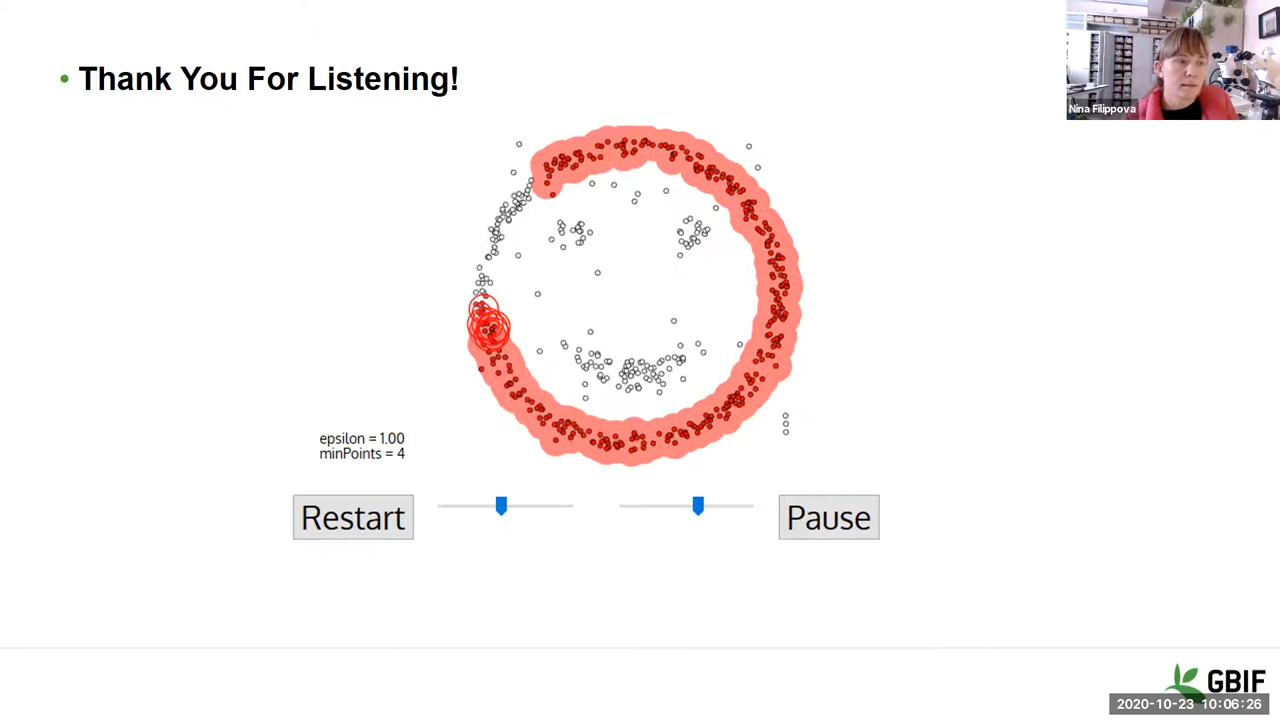 Thank You For Listening!
Nina Filippova
epsilon = 1.00
minPoints = 4
Restart
Pause
GBIF
2020-10-23 10:06:26